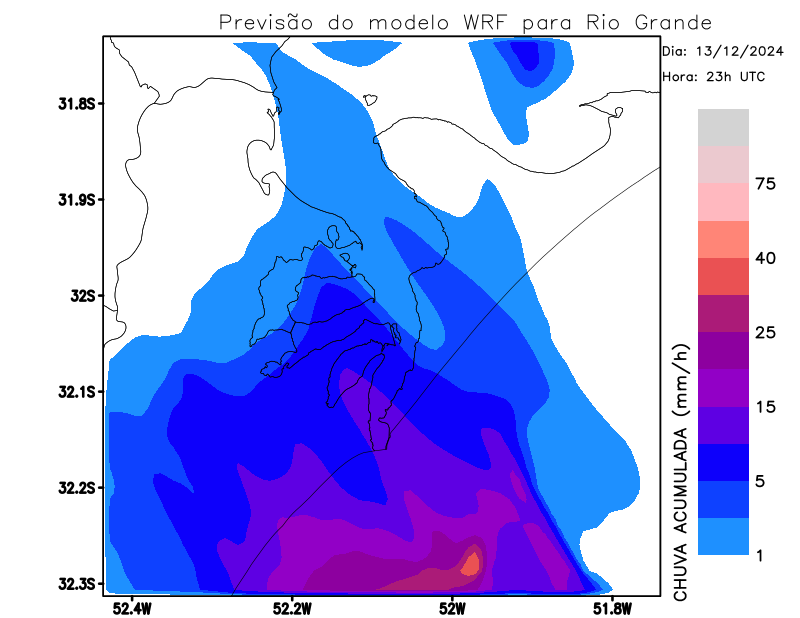 Previsão do modelo WRF para Rio Grande
Dia: 13/12/2024
Hora: 23h UTC
31.8S
31.9S
32S
32.1S
32.2S
32.3S
52.4W
52.2W
52W
51.8W
75
40
25
15
5
1
CHUVA ACUMULADA (mm/h)